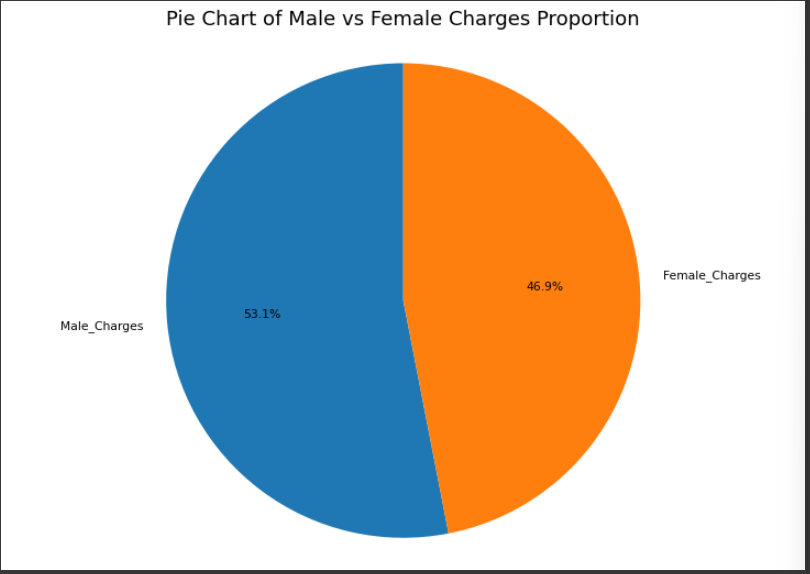 Pie Chart of Male vs Female Charges Proportion
Female_Charges
46.9%
53.1%
Male_Charges